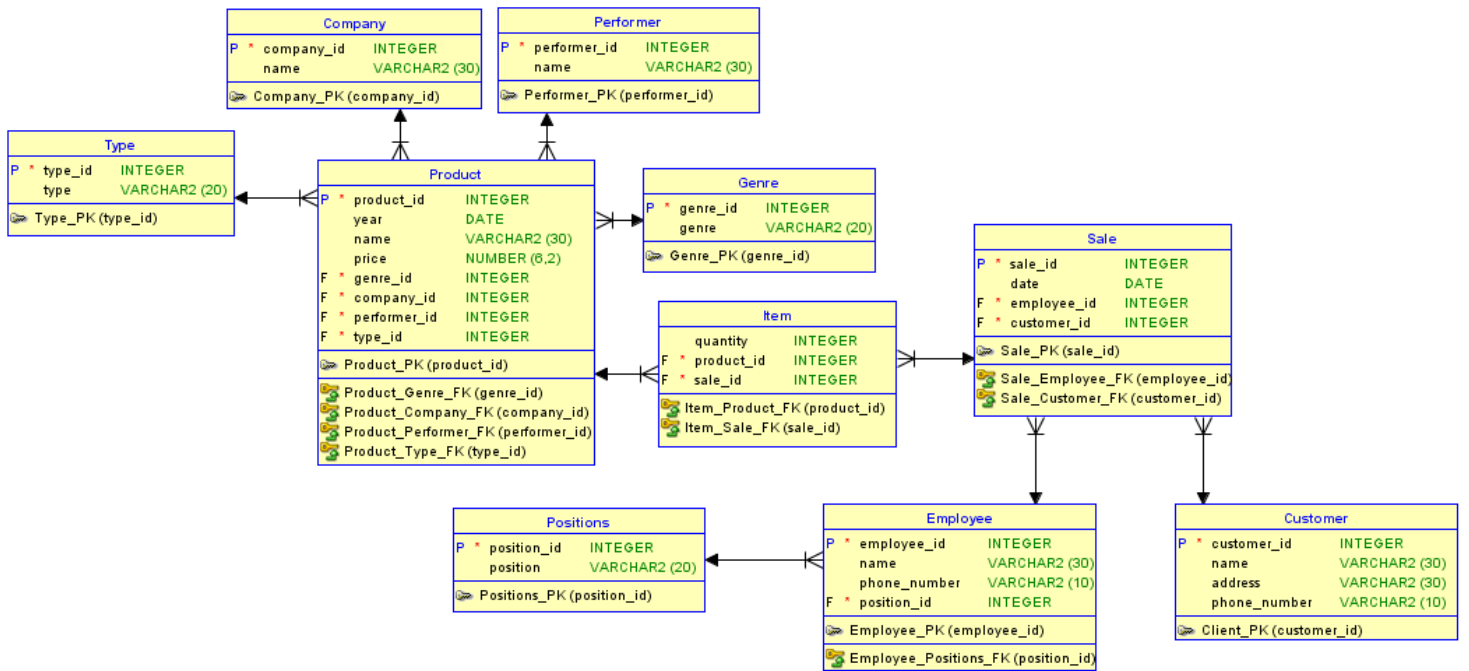 Company
P * company_id INTEGER
name VARCHAR2 (30)
Company_PK (company_id)
Performer
P * performer_id INTEGER
name VARCHAR2 (30)
Performer_PK (performer_id)
Type
P * type_id INTEGER
type VARCHAR2 (20)
Type_PK (type_id)
Product
P * product_id INTEGER
year DATE
name VARCHAR2 (30)
price NUMBER (6,2)
F * genre_id INTEGER
F * company_id INTEGER
F * performer_id INTEGER
F * type_id INTEGER
Product_PK (product_id)
Product_Genre_FK (genre_id)
Product_Company_FK (company_id)
Product_Performer_FK (performer_id)
Product_Type_FK (type_id)
Genre
P * genre_id INTEGER
genre VARCHAR2 (20)
Genre_PK (genre_id)
Item
quantity INTEGER
F * product_id INTEGER
F * sale_id INTEGER
Item_Product_FK (product_id)
Item_Sale_FK (sale_id)
Sale
P * sale_id INTEGER
date DATE
F * employee_id INTEGER
F * customer_id INTEGER
Sale_PK (sale_id)
Sale_Employee_FK (employee_id)
Sale_Customer_FK (customer_id)
Positions
P * position_id INTEGER
position VARCHAR2 (20)
Positions_PK (position_id)
Employee
P * employee_id INTEGER
name VARCHAR2 (30)
phone_number VARCHAR2 (10)
F * position_id INTEGER
Employee_PK (employee_id)
Employee_Positions_FK (position_id)
Customer
P * customer_id INTEGER
name VARCHAR2 (30)
address VARCHAR2 (30)
phone_number VARCHAR2 (10)
Client_PK (customer_id)